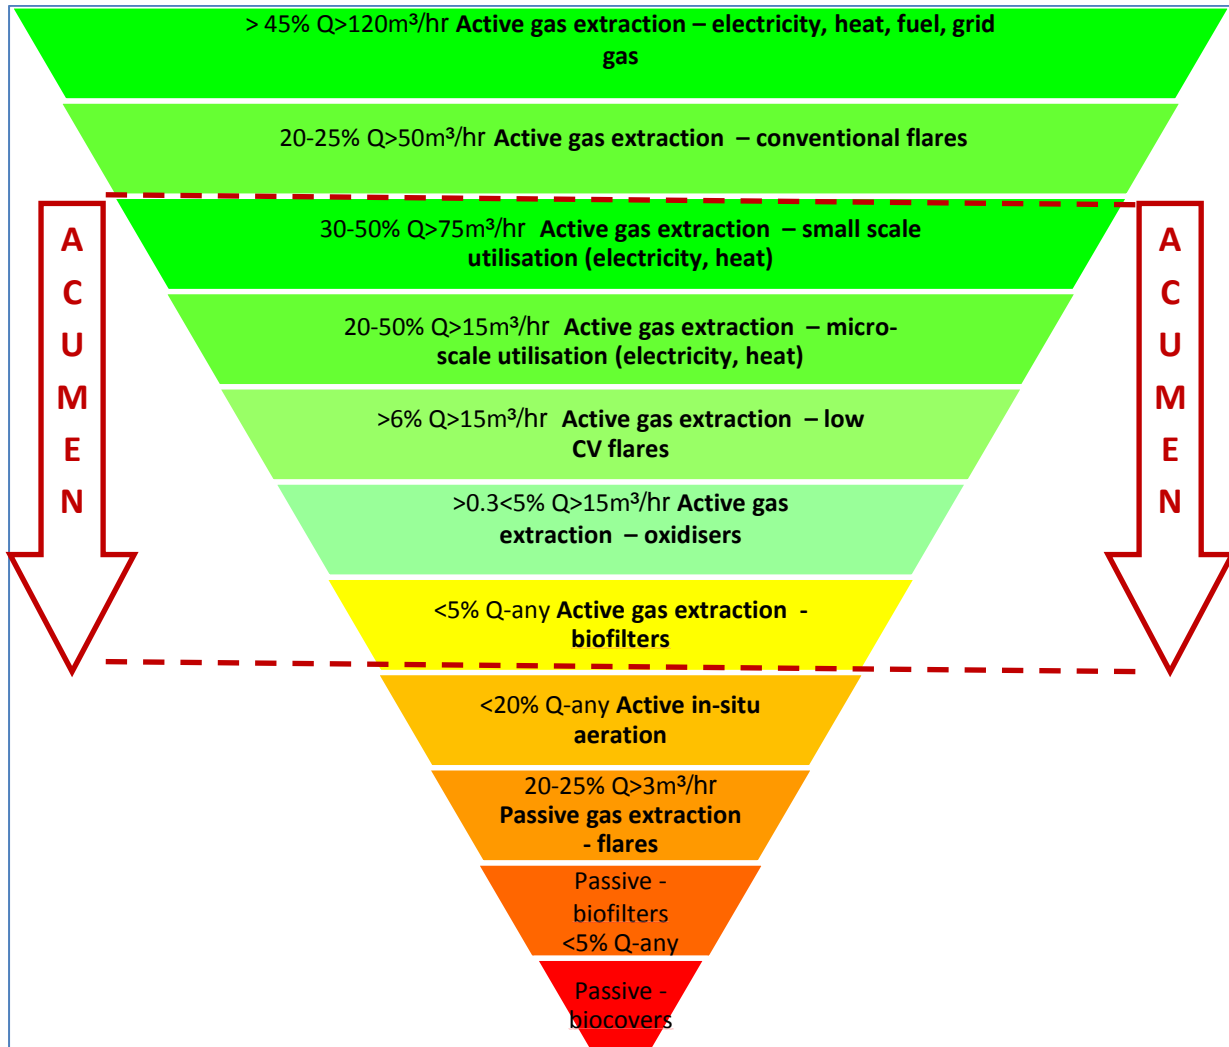 > 45% Q>120m³/hr Active gas extraction – electricity, heat, fuel, grid
gas
20-25% Q>50m³/hr Active gas extraction – conventional flares
A
C
U
M
E
N
30-50% Q>75m³/hr Active gas extraction – small scale
utilisation (electricity, heat)
20-50% Q>15m³/hr Active gas extraction – micro-
scale utilisation (electricity, heat)
>6% Q>15m³/hr Active gas extraction – low
CV flares
>0.3<5% Q>15m³/hr Active gas
extraction – oxidisers
<5% Q-any Active gas extraction -
biofilters
A
C
U
M
E
N
<20% Q-any Active in-situ
aeration
20-25% Q>3m³/hr
Passive gas extraction
- flares
Passive -
biofilters
<5% Q-any
Passive -
biocovers